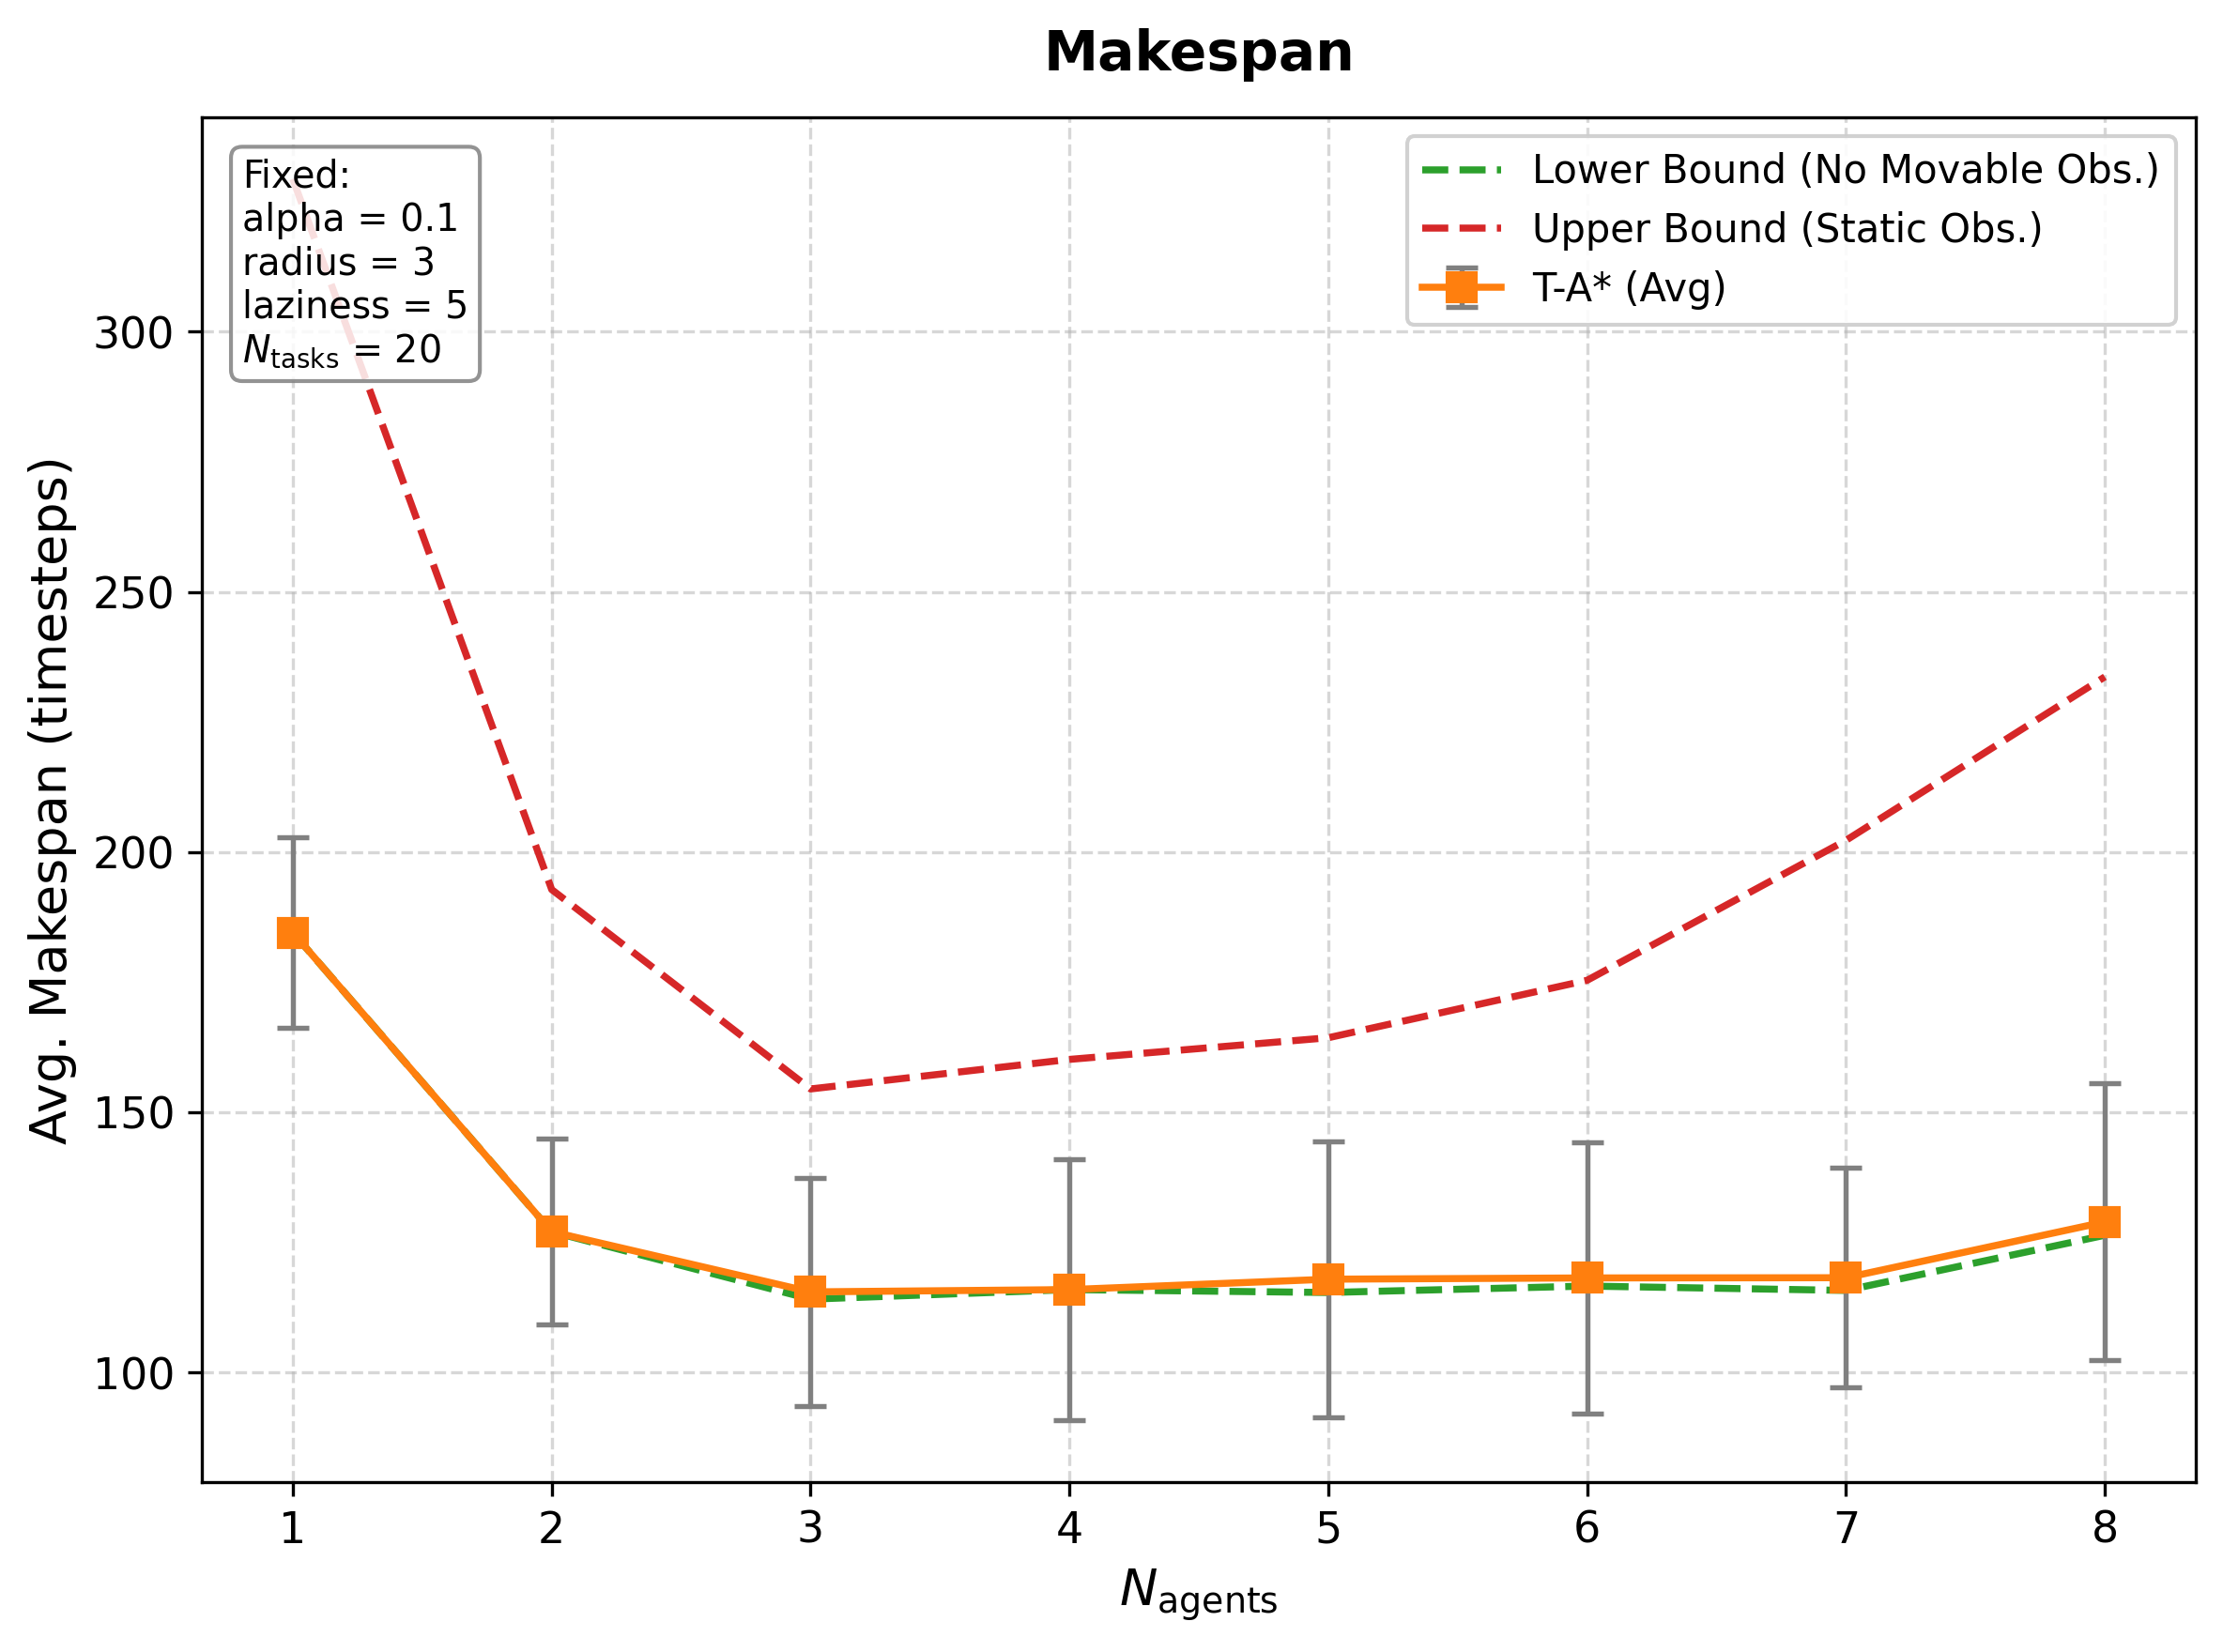 Makespan
Fixed:
alpha = 0.1
radius = 3
laziness = 5
N_tasks = 20
Lower Bound (No Movable Obs.)
Upper Bound (Static Obs.)
T-A* (Avg)
Avg. Makespan (timesteps)
300
250
200
150
100
1 2 3 4 5 6 7 8
N_agents